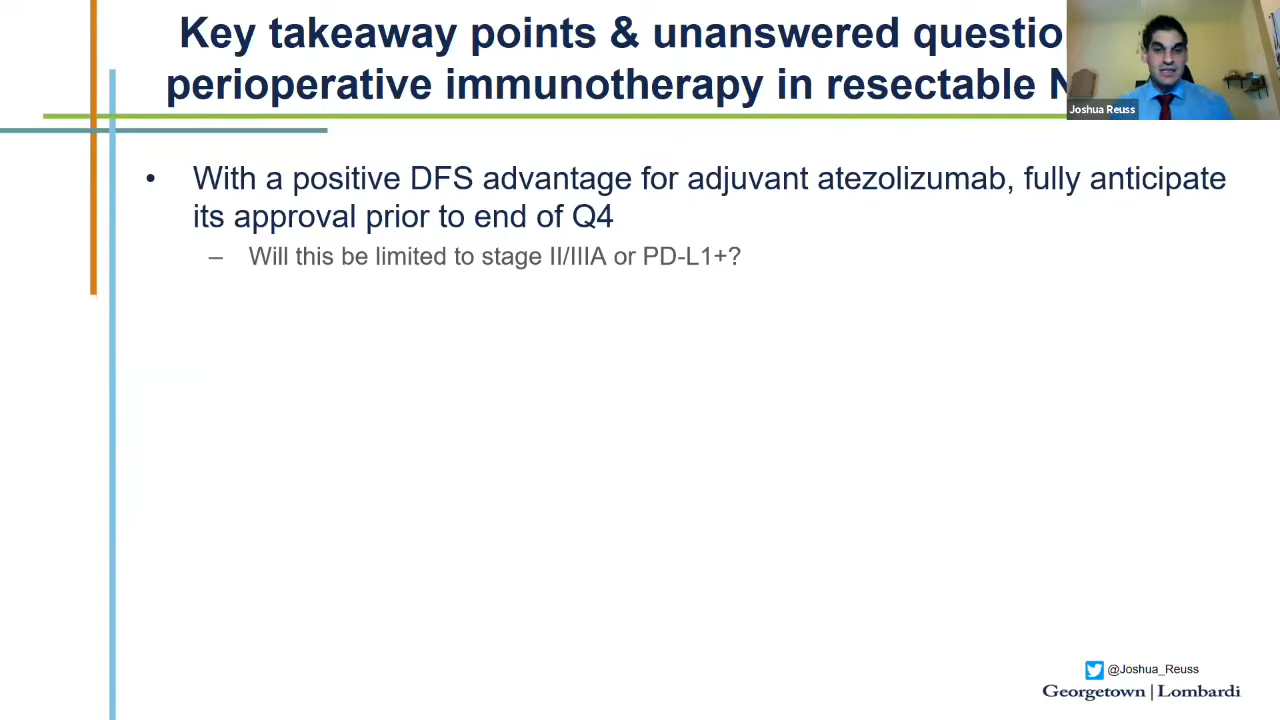 Key takeaway points & unanswered questio
perioperative immunotherapy in resectable N
Joshua Reuss
• With a positive DFS advantage for adjuvant atezolizumab, fully anticipate
its approval prior to end of Q4
– Will this be limited to stage II/IIIA or PD-L1+?
@Joshua_Reuss
Georgetown | Lombardi